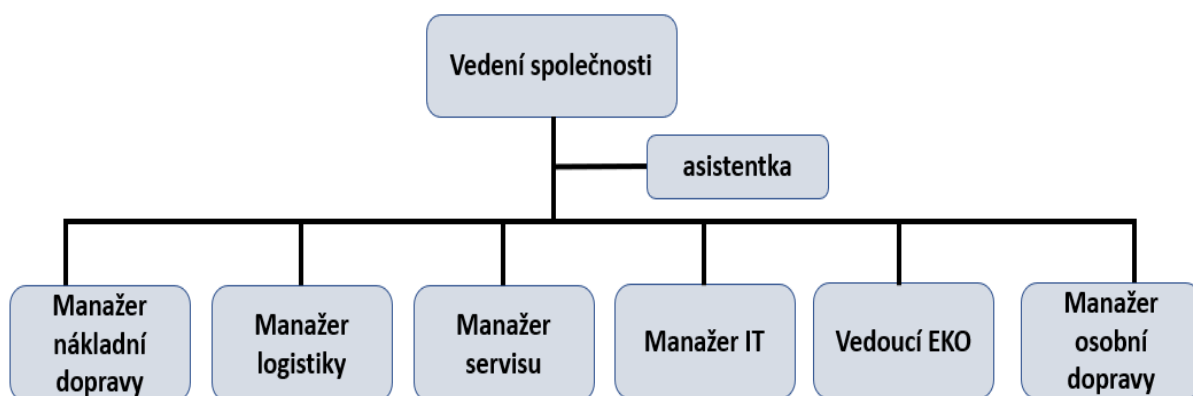 Vedení společnosti
asistentka
Manažer
nákladní
dopravy
Manažer
logistiky
Manažer
servisu
Manažer IT
Vedoucí EKO
Manažer
osobní
dopravy